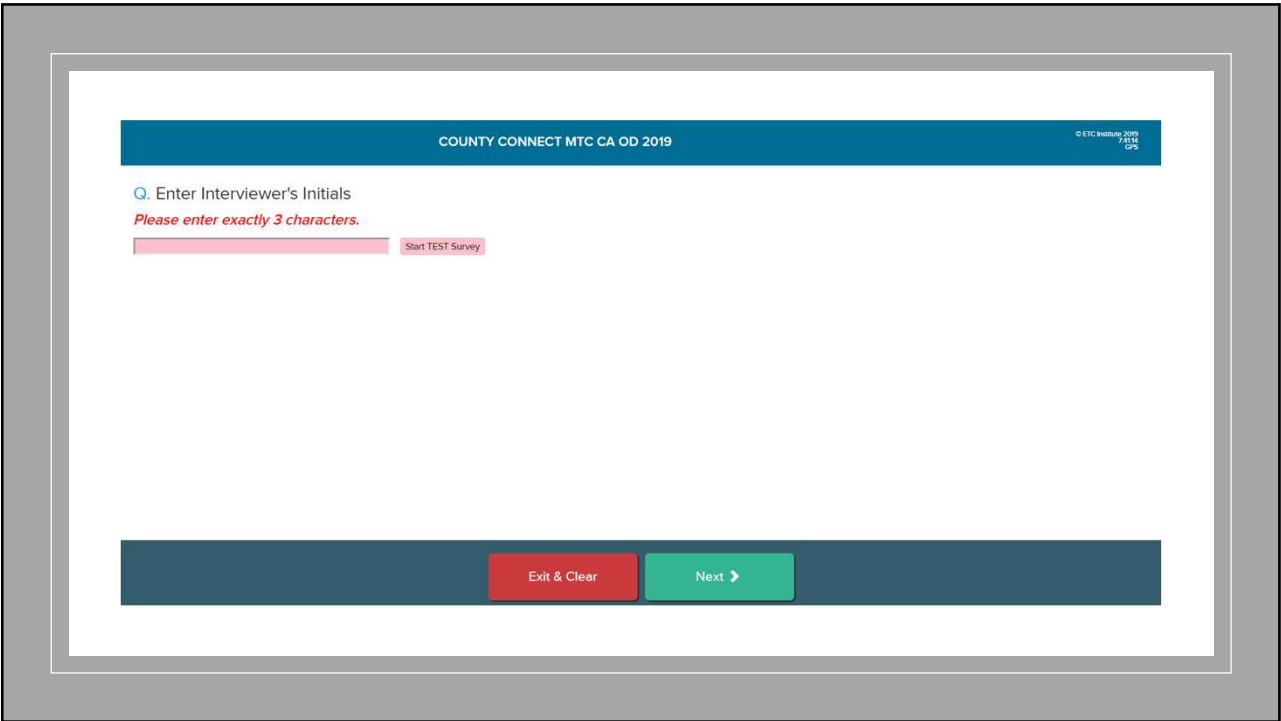 COUNTY CONNECT MTC CA OD 2019
© ETC Institute 2019
7.41.14
GPS
Q. Enter Interviewer's Initials
Please enter exactly 3 characters.
Start TEST Survey
Exit & Clear
Next